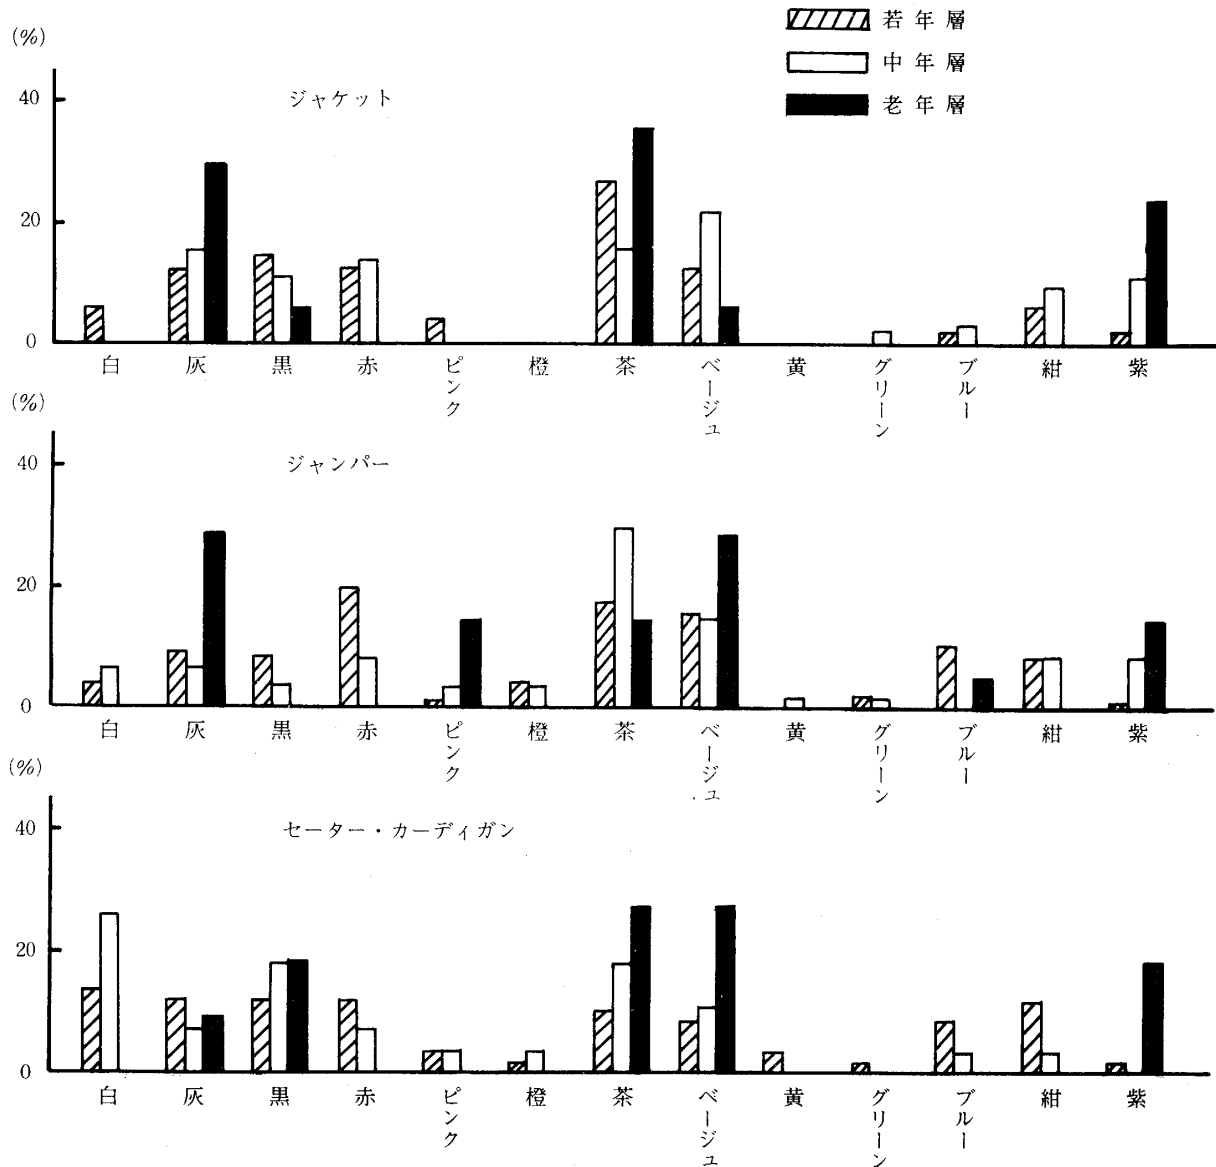 若年層
中年層
老年層
(%)
ジャケット
40
20
0
白 灰 黒 赤 ピンク 橙 茶 ベージュ 黄 グリーン ブルー 紺 紫
(%)
ジャンパー
40
20
0
白 灰 黒 赤 ピンク 橙 茶 ベージュ 黄 グリーン ブルー 紺 紫
(%)
セーター・カーディガン
40
20
0
白 灰 黒 赤 ピンク 橙 茶 ベージュ 黄 グリーン ブルー 紺 紫